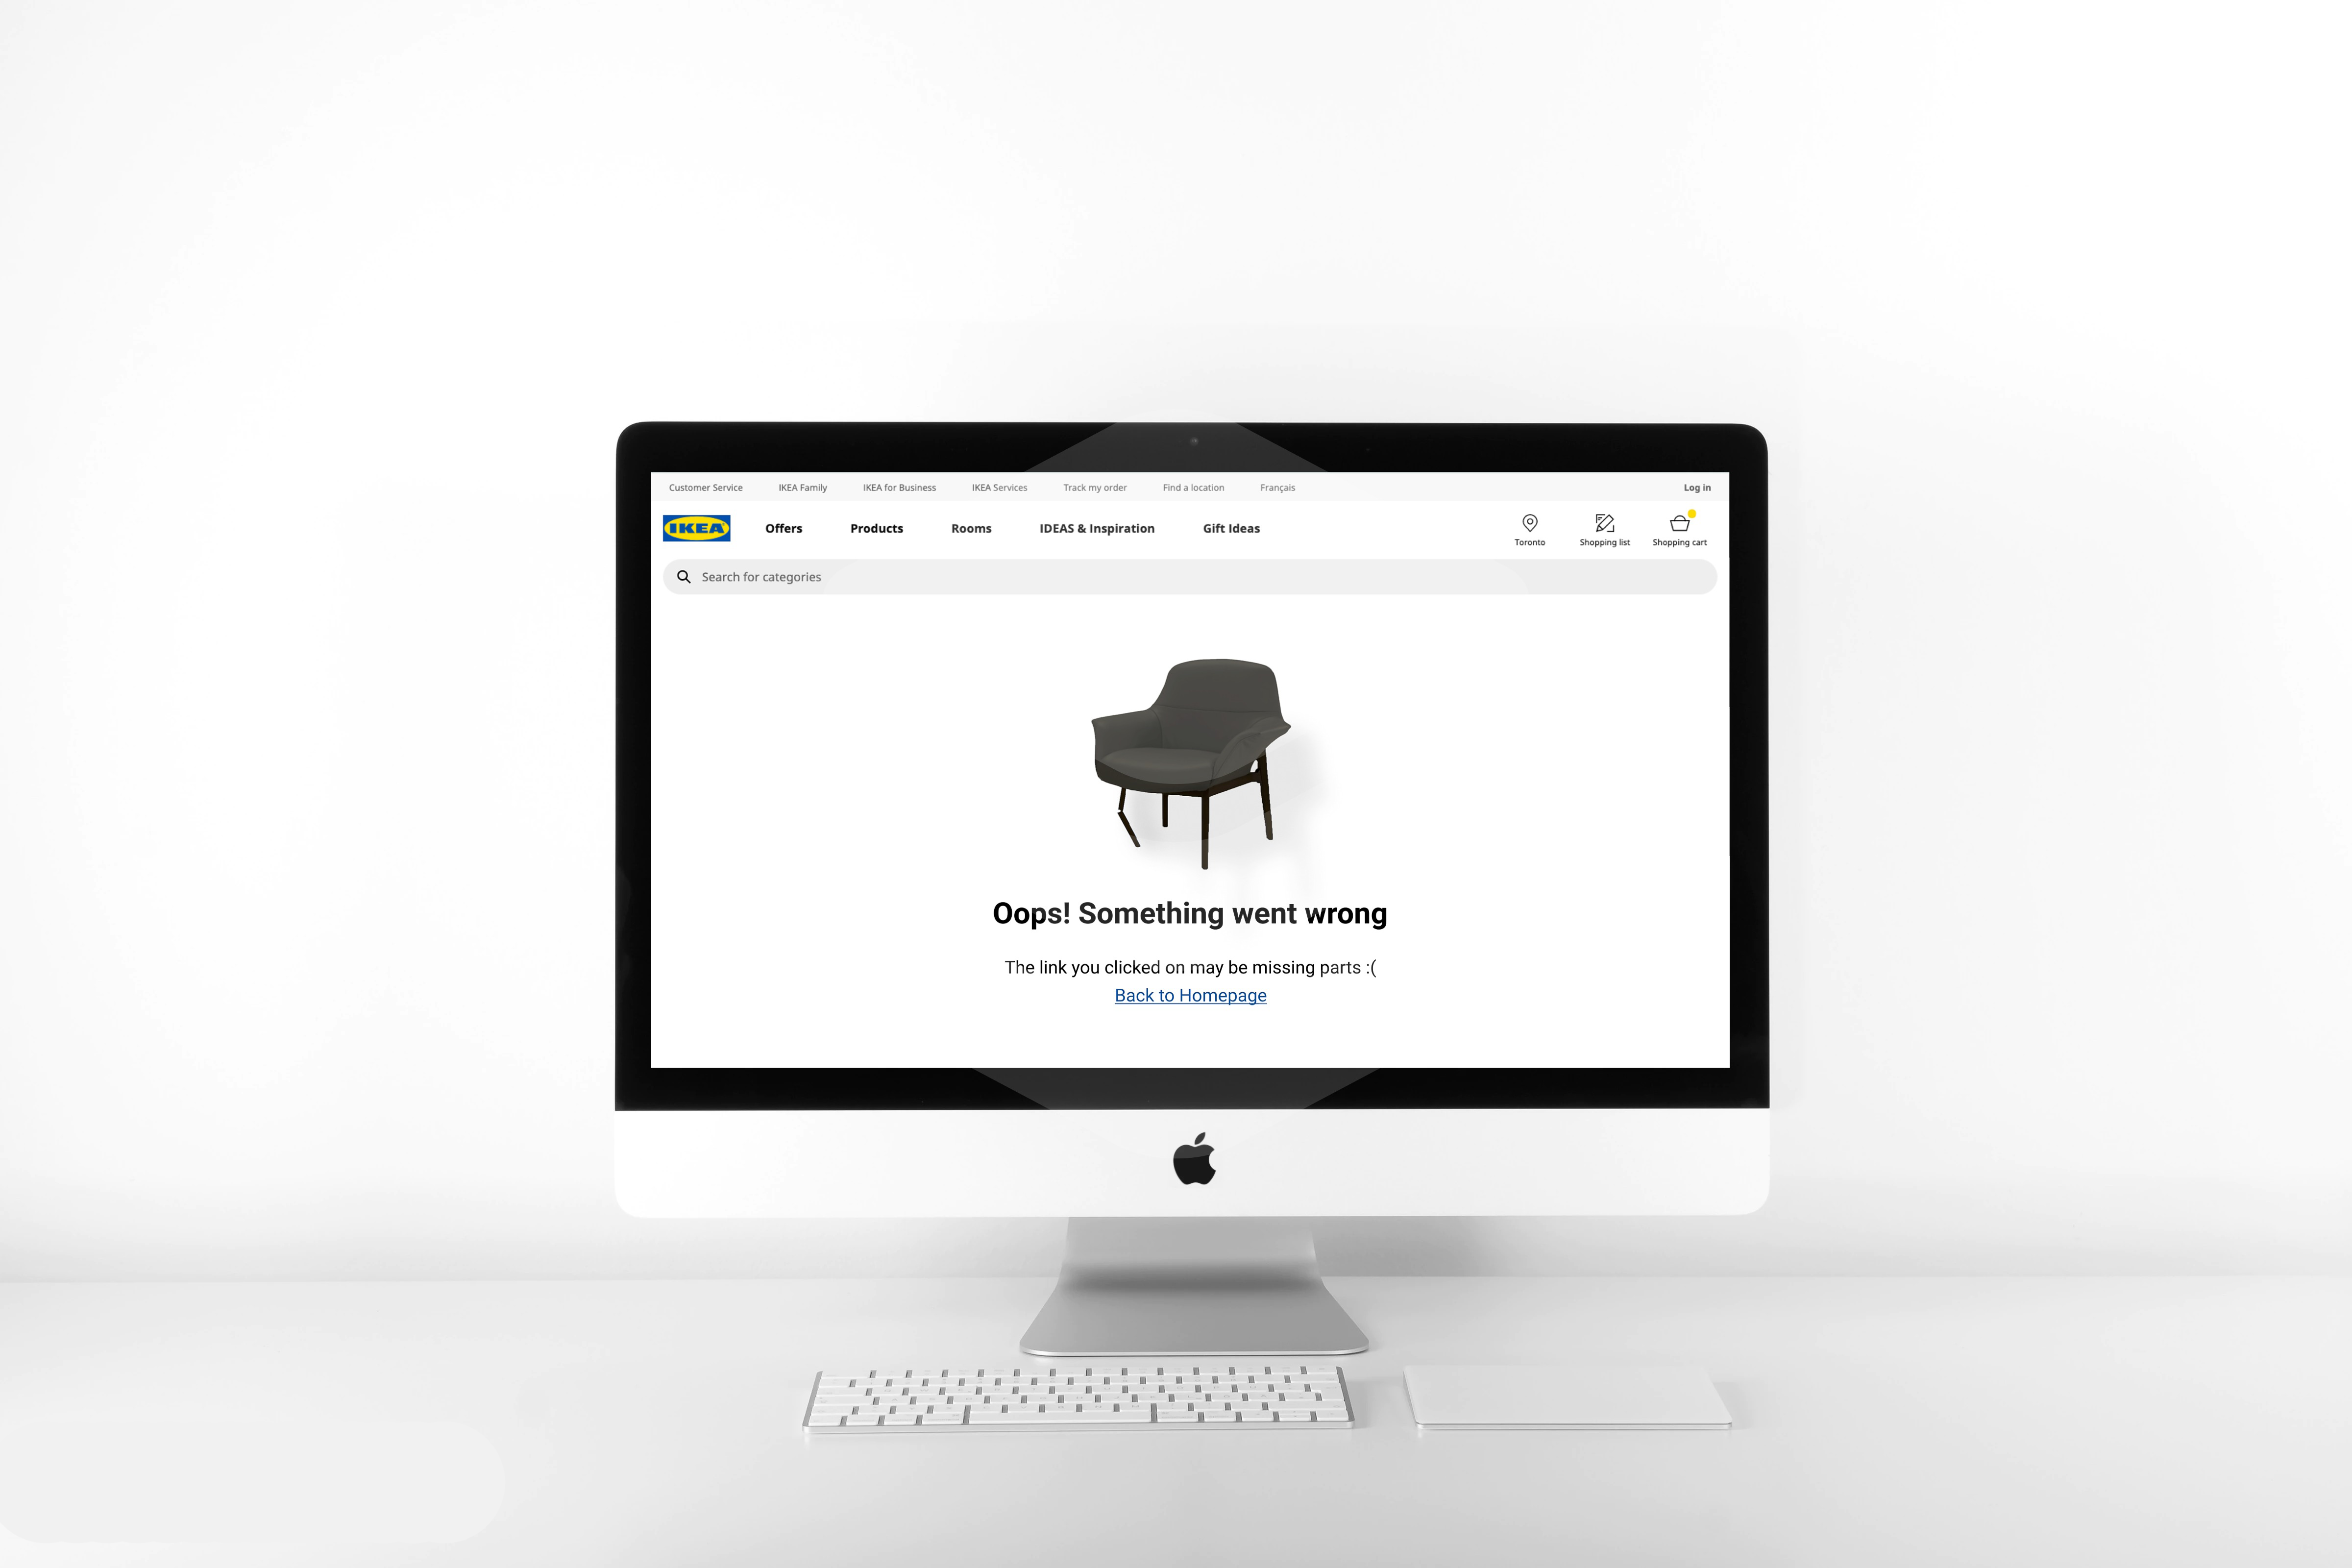 Customer Service IKEA Family IKEA for Business IKEA Services Track my order Find a location Français Log in
IKEA Offers Products Rooms IDEAS & Inspiration Gift Ideas
Toronto Shopping list Shopping cart
Search for categories
Oops! Something went wrong
The link you clicked on may be missing parts :(
Back to Homepage